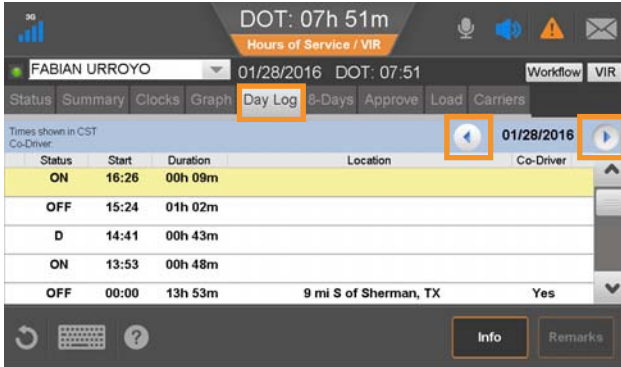 3G
DOT: 07h 51m
Hours of Service / VIR
FABIAN URROYO
01/28/2016 DOT: 07:51
Workflow
VIR
Status Summary Clocks Graph Day Log 8-Days Approve Load Carriers
Times shown in CST
Co-Driver:
01/28/2016
Status Start Duration Location Co-Driver
ON 16:26 00h 09m
OFF 15:24 01h 02m
D 14:41 00h 43m
ON 13:53 00h 48m
OFF 00:00 13h 53m 9 mi S of Sherman, TX Yes
?
Info
Remarks